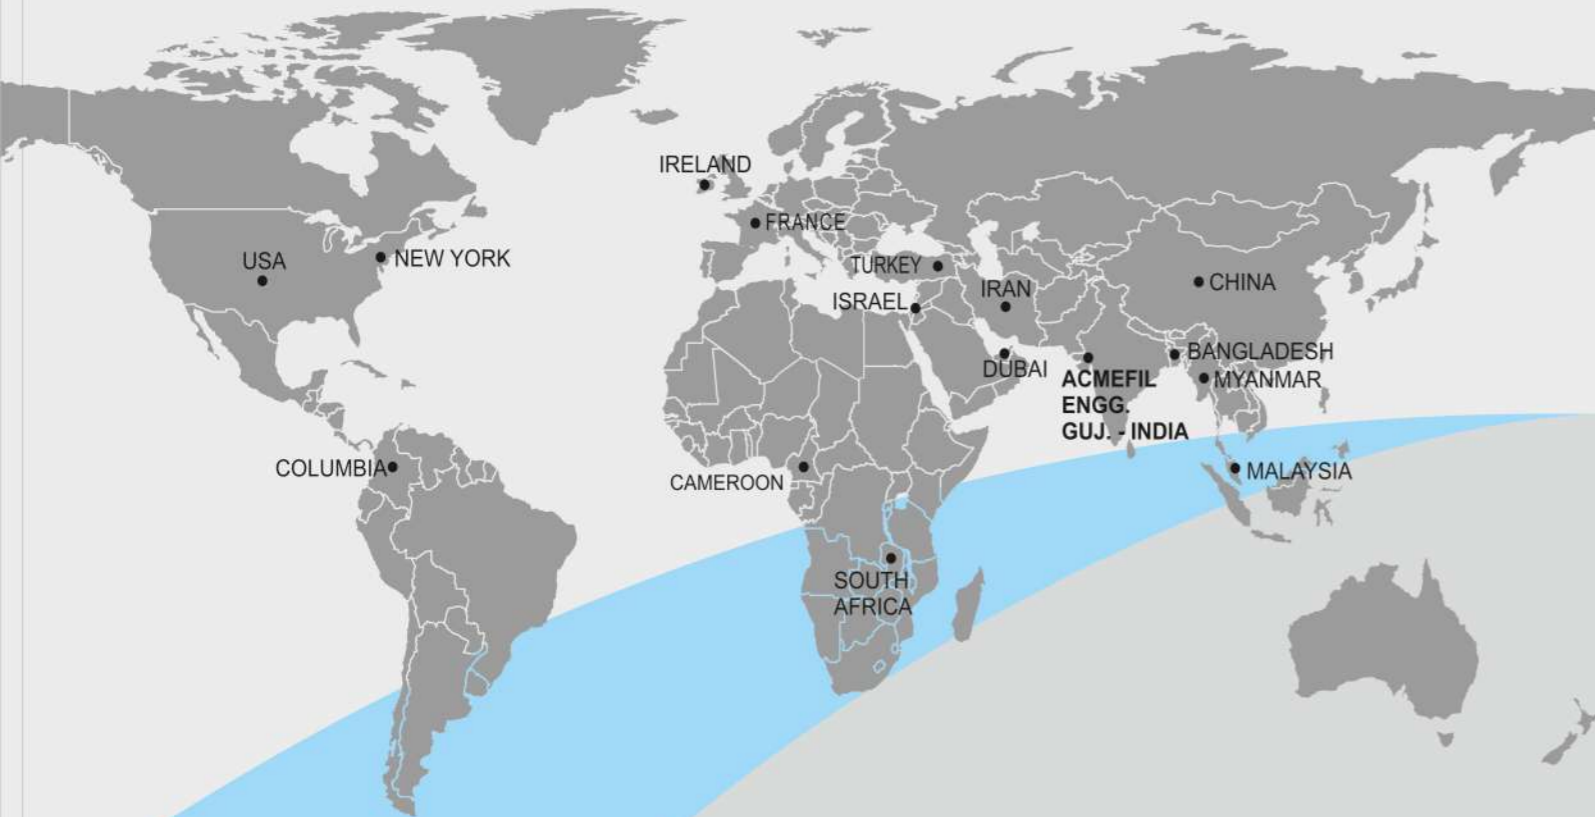 IRELAND
FRANCE
USA
NEW YORK
TURKEY
IRAN
CHINA
ISRAEL
DUBAI
BANGLADESH
ACMEFIL
ENGG.
GUJ. - INDIA
MYANMAR
COLUMBIA
CAMEROON
MALAYSIA
SOUTH
AFRICA